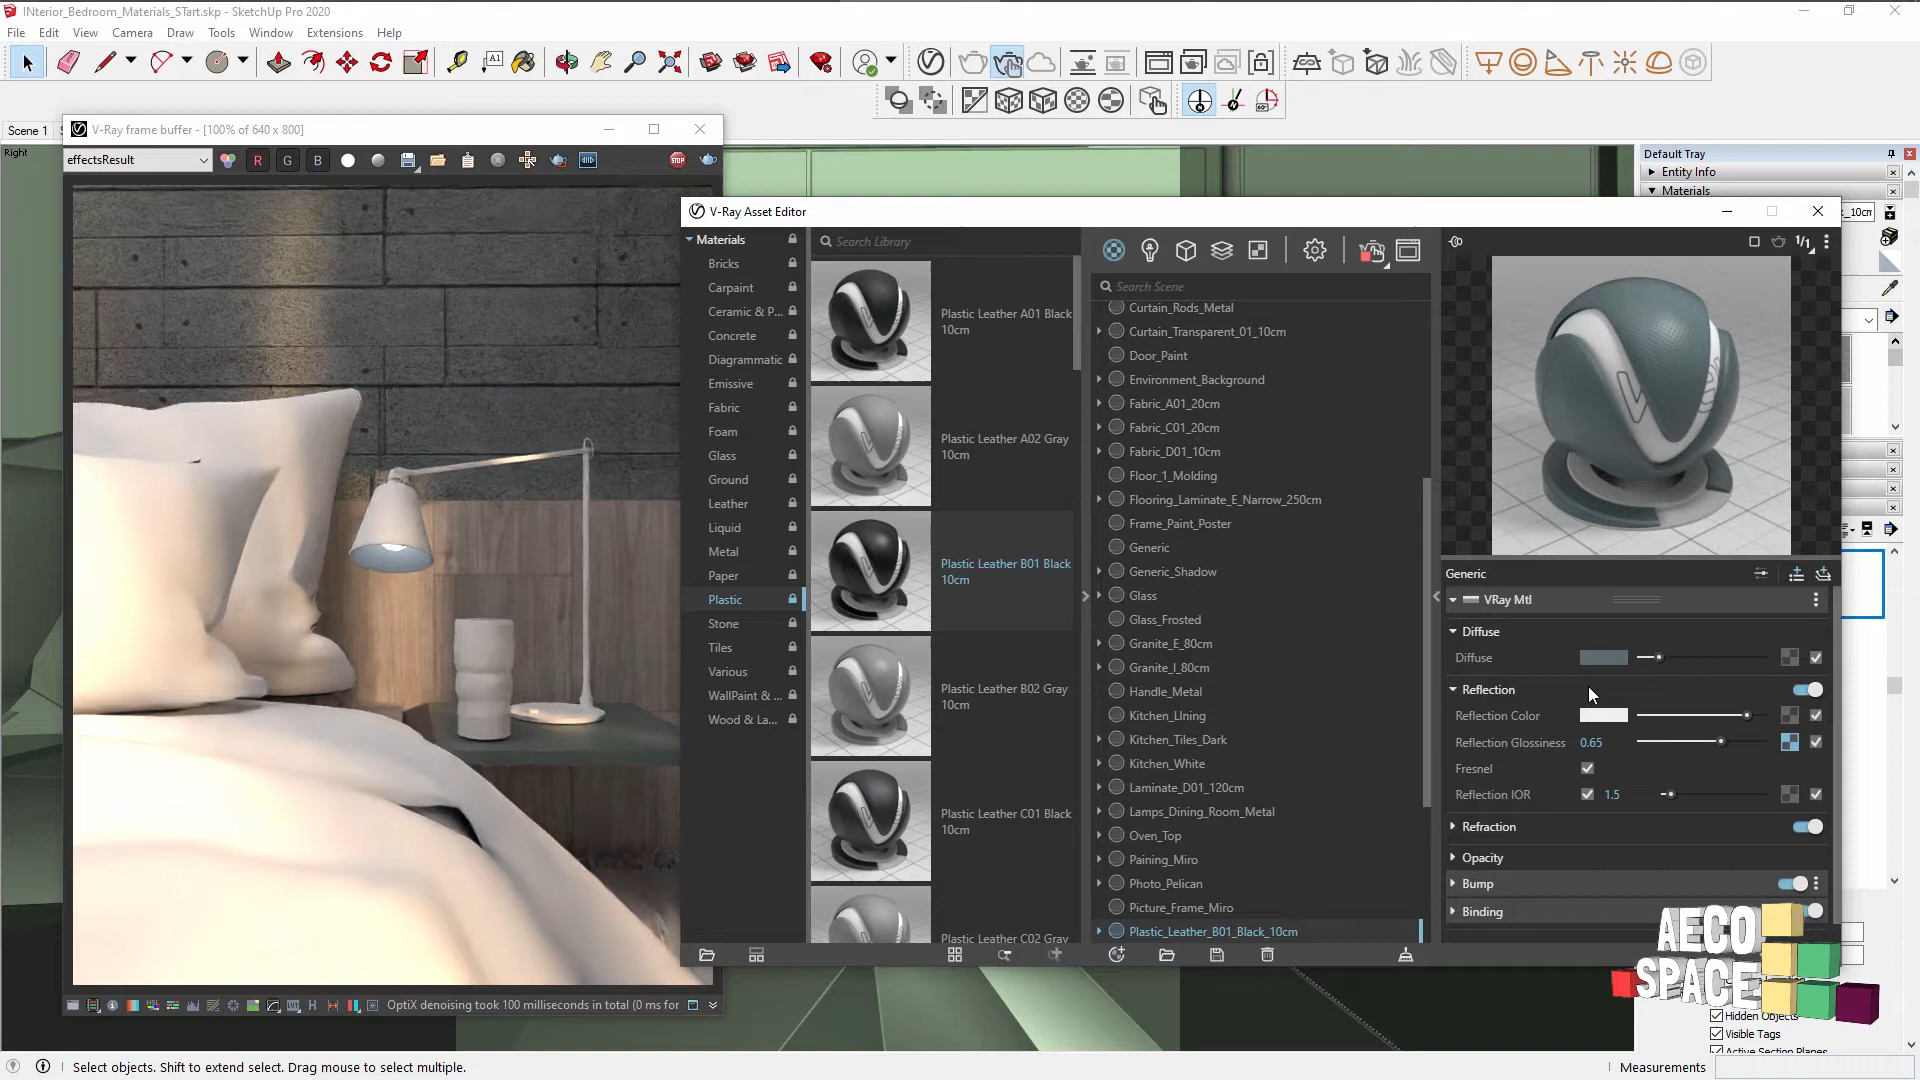 INterior_Bedroom_Materials_STart.skp - SketchUp Pro 2020
File Edit View Camera Draw Tools Window Extensions Help
Scene 1
Right
V-Ray frame buffer - [100% of 640 x 800]
effectsResult
R G B
STOP
OptiX denoising took 100 milliseconds in total (0 ms for
V-Ray Asset Editor
Materials
Bricks
Carpaint
Ceramic & P...
Concrete
Diagrammatic
Emissive
Fabric
Foam
Glass
Ground
Leather
Liquid
Metal
Paper
Plastic
Stone
Tiles
Various
WallPaint & ...
Wood & La...
Search Library
Plastic Leather A01 Black
10cm
Plastic Leather A02 Gray
10cm
Plastic Leather B01 Black
10cm
Plastic Leather B02 Gray
10cm
Plastic Leather C01 Black
10cm
Plastic Leather C02 Gray
Search Scene
Curtain_Rods_Metal
Curtain_Transparent_01_10cm
Door_Paint
Environment_Background
Fabric_A01_20cm
Fabric_C01_20cm
Fabric_D01_10cm
Floor_1_Molding
Flooring_Laminate_E_Narrow_250cm
Frame_Paint_Poster
Generic
Generic_Shadow
Glass
Glass_Frosted
Granite_E_80cm
Granite_I_80cm
Handle_Metal
Kitchen_LIning
Kitchen_Tiles_Dark
Kitchen_White
Laminate_D01_120cm
Lamps_Dining_Room_Metal
Oven_Top
Paining_Miro
Photo_Pelican
Picture_Frame_Miro
Plastic_Leather_B01_Black_10cm
1/1
Generic
VRay Mtl
Diffuse
Diffuse
Reflection
Reflection Color
Reflection Glossiness 0.65
Fresnel
Reflection IOR 1.5
Refraction
Opacity
Bump
Binding
Default Tray
Entity Info
Materials
_10cm
AECO
SPACE
Hidden Objects
Visible Tags
Active Section Planes
Select objects. Shift to extend select. Drag mouse to select multiple.
Measurements